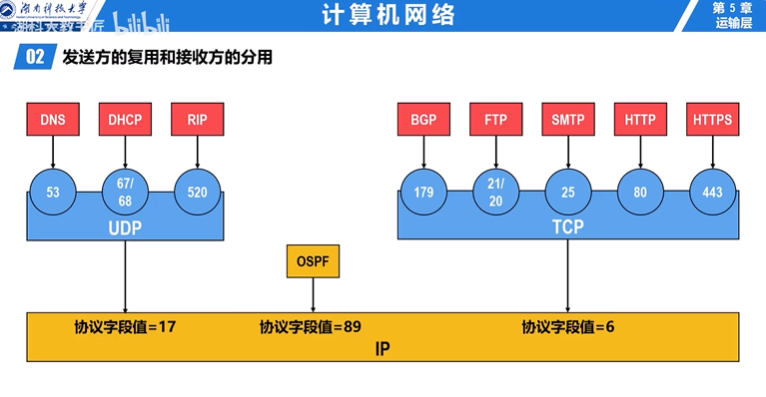 湖南科技大学
湖科大教书匠 bilibili
计算机网络
第 5 章
运输层
02 发送方的复用和接收方的分用
DNS DHCP RIP BGP FTP SMTP HTTP HTTPS
53 67/68 520 179 21/20 25 80 443
UDP TCP
OSPF
协议字段值=17 协议字段值=89 协议字段值=6
IP